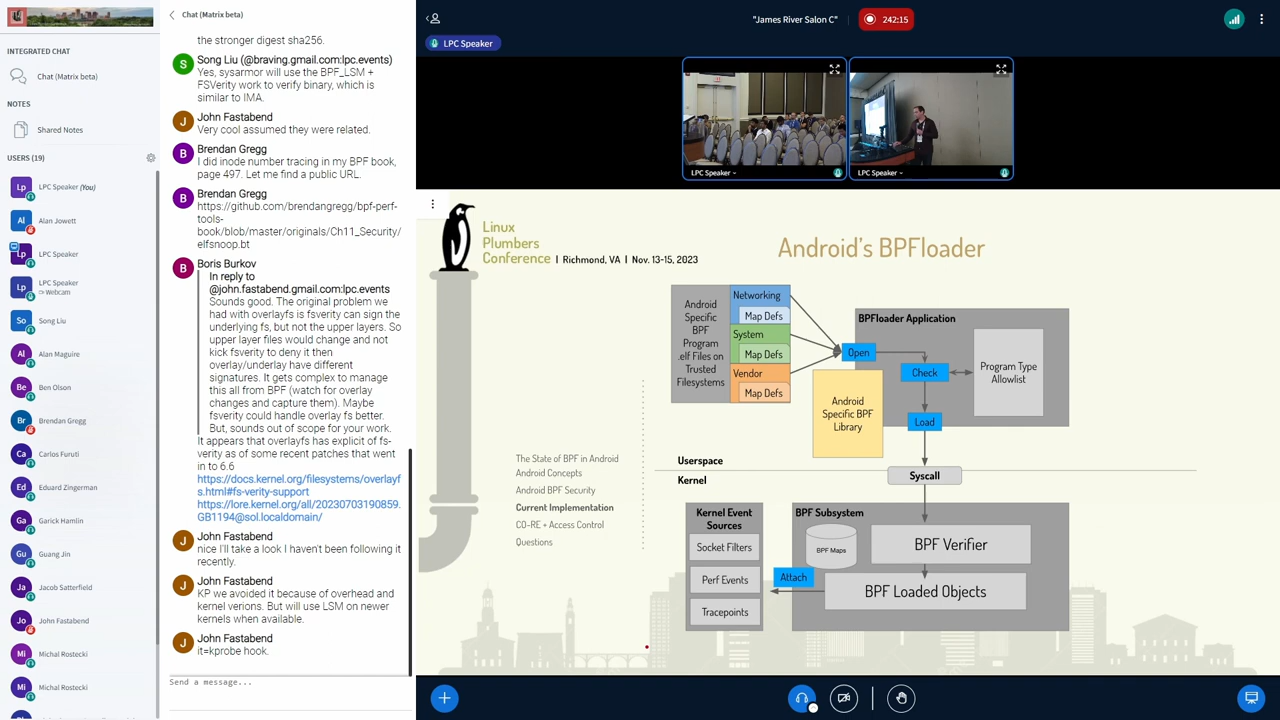 INTEGRATED CHAT
Chat (Matrix beta)
NOTES
Shared Notes
USERS (19)
Lp LPC Speaker (You)
Al Alan Jowett
Lp LPC Speaker
Lp LPC Speaker
Webcam
So Song Liu
Al Alan Maguire
Be Ben Olson
Br Brendan Gregg
Ca Carlos Furuti
Ed Eduard Zingerman
Ga Garick Hamlin
Gu Guang Jin
Ja Jacob Satterfield
Jo John Fastabend
Mi Michal Rostecki
Mi Michal Rostecki
Chat (Matrix beta)
the stronger digest sha256.
S Song Liu (@braving.gmail.com:lpc.events)
Yes, sysarmor will use the BPF_LSM +
FSVerity work to verify binary, which is
similar to IMA.
J John Fastabend
Very cool assumed they were related.
B Brendan Gregg
I did inode number tracing in my BPF book,
page 497. Let me find a public URL.
B Brendan Gregg
https://github.com/brendangregg/bpf-perf-
tools-
book/blob/master/originals/Ch11_Security/
elfsnoop.bt
B Boris Burkov
In reply to
@john.fastabend.gmail.com:lpc.events
Sounds good. The original problem we
had with overlayfs is fsverity can sign the
underlying fs, but not the upper layers. So
upper layer files would change and not
kick fsverity to deny it then
overlay/underlay have different
signatures. It gets complex to manage
this all from BPF (watch for overlay
changes and capture them). Maybe
fsverity could handle overlay fs better.
But, sounds out of scope for your work.
It appears that overlayfs has explicit of fs-
verity as of some recent patches that went
in to 6.6
https://docs.kernel.org/filesystems/overlayf
s.html#fs-verity-support
https://lore.kernel.org/all/20230703190859.
GB1194@sol.localdomain/
J John Fastabend
nice I'll take a look I haven't been following it
recently.
J John Fastabend
KP we avoided it because of overhead and
kernel verions. But will use LSM on newer
kernels when available.
J John Fastabend
it=kprobe hook.
Send a message...
"James River Salon C"
242:15
LPC Speaker
LPC Speaker
LPC Speaker
Linux
Plumbers
Conference | Richmond, VA | Nov. 13-15, 2023
Android's BPFloader
Android
Specific
BPF
Program
.elf Files on
Trusted
Filesystems
Networking
Map Defs
System
Map Defs
Vendor
Map Defs
BPFloader Application
Open
Check
Load
Program Type
Allowlist
Android
Specific BPF
Library
The State of BPF in Android
Android Concepts
Android BPF Security
Current Implementation
CO-RE + Access Control
Questions
Userspace
Kernel
Syscall
Kernel Event
Sources
Socket Filters
Perf Events
Tracepoints
BPF Subsystem
BPF Maps
BPF Verifier
Attach
BPF Loaded Objects